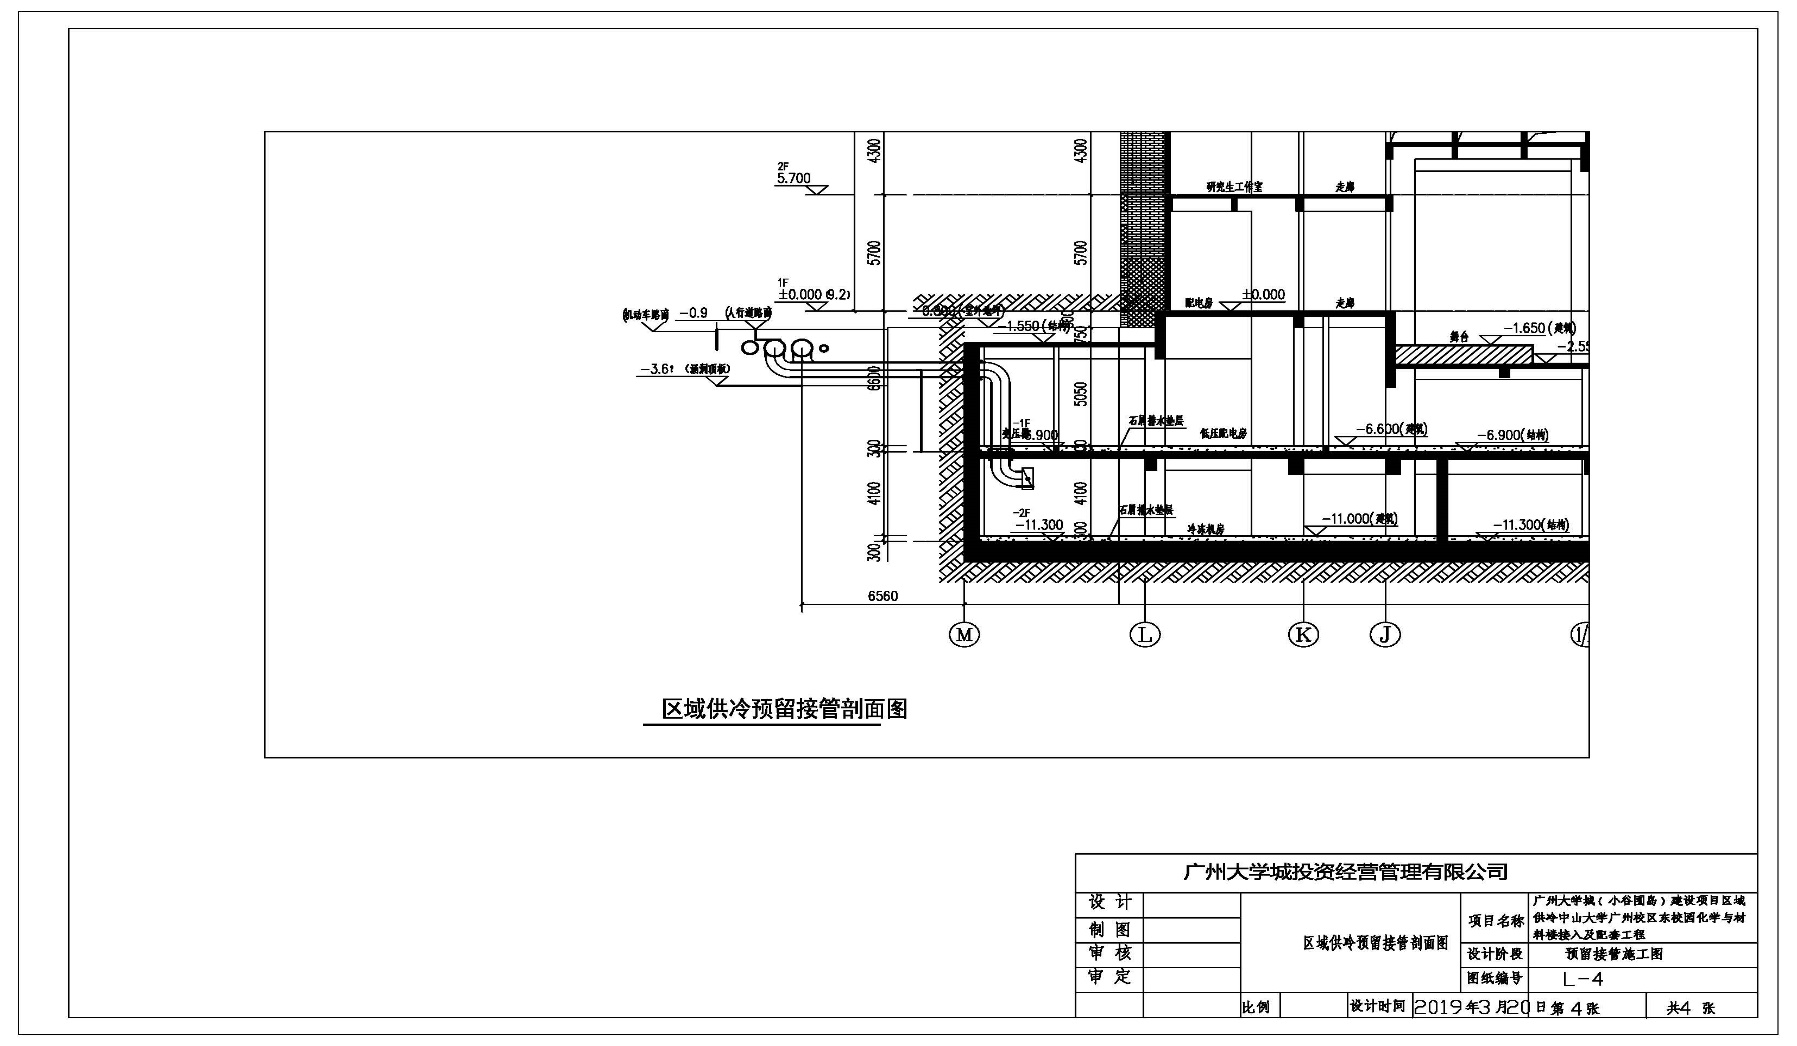 4300
4300
2F
5.700
研究生工作室
走廊
5700
5700
1F
±0.000 (9.2)
配电房
±0.000
走廊
(机动车路面)
-0.9
(人行道路面)
-1.550(结构)
750
舞台
-1.650(建筑)
-2.55
-3.6
6600
5050
-1F
-6.900
石屑排水垫层
低压配电房
-6.600(建筑)
-6.900(结构)
300
4100
4100
-2F
-11.300
石屑排水垫层
冷冻机房
-11.000(建筑)
-11.300(结构)
300
300
6560
M
L
K
J
1/
区域供冷预留接管剖面图
广州大学城投资经营管理有限公司
设计
制图
审核
审定
区域供冷预留接管剖面图
项目名称
广州大学城(小谷围岛)建设项目区域
供冷中山大学广州校区东校园化学与材
料楼接入及配套工程
设计阶段
预留接管施工图
图纸编号
L-4
比例
设计时间
2019年3月20日
第 4 张
共4 张